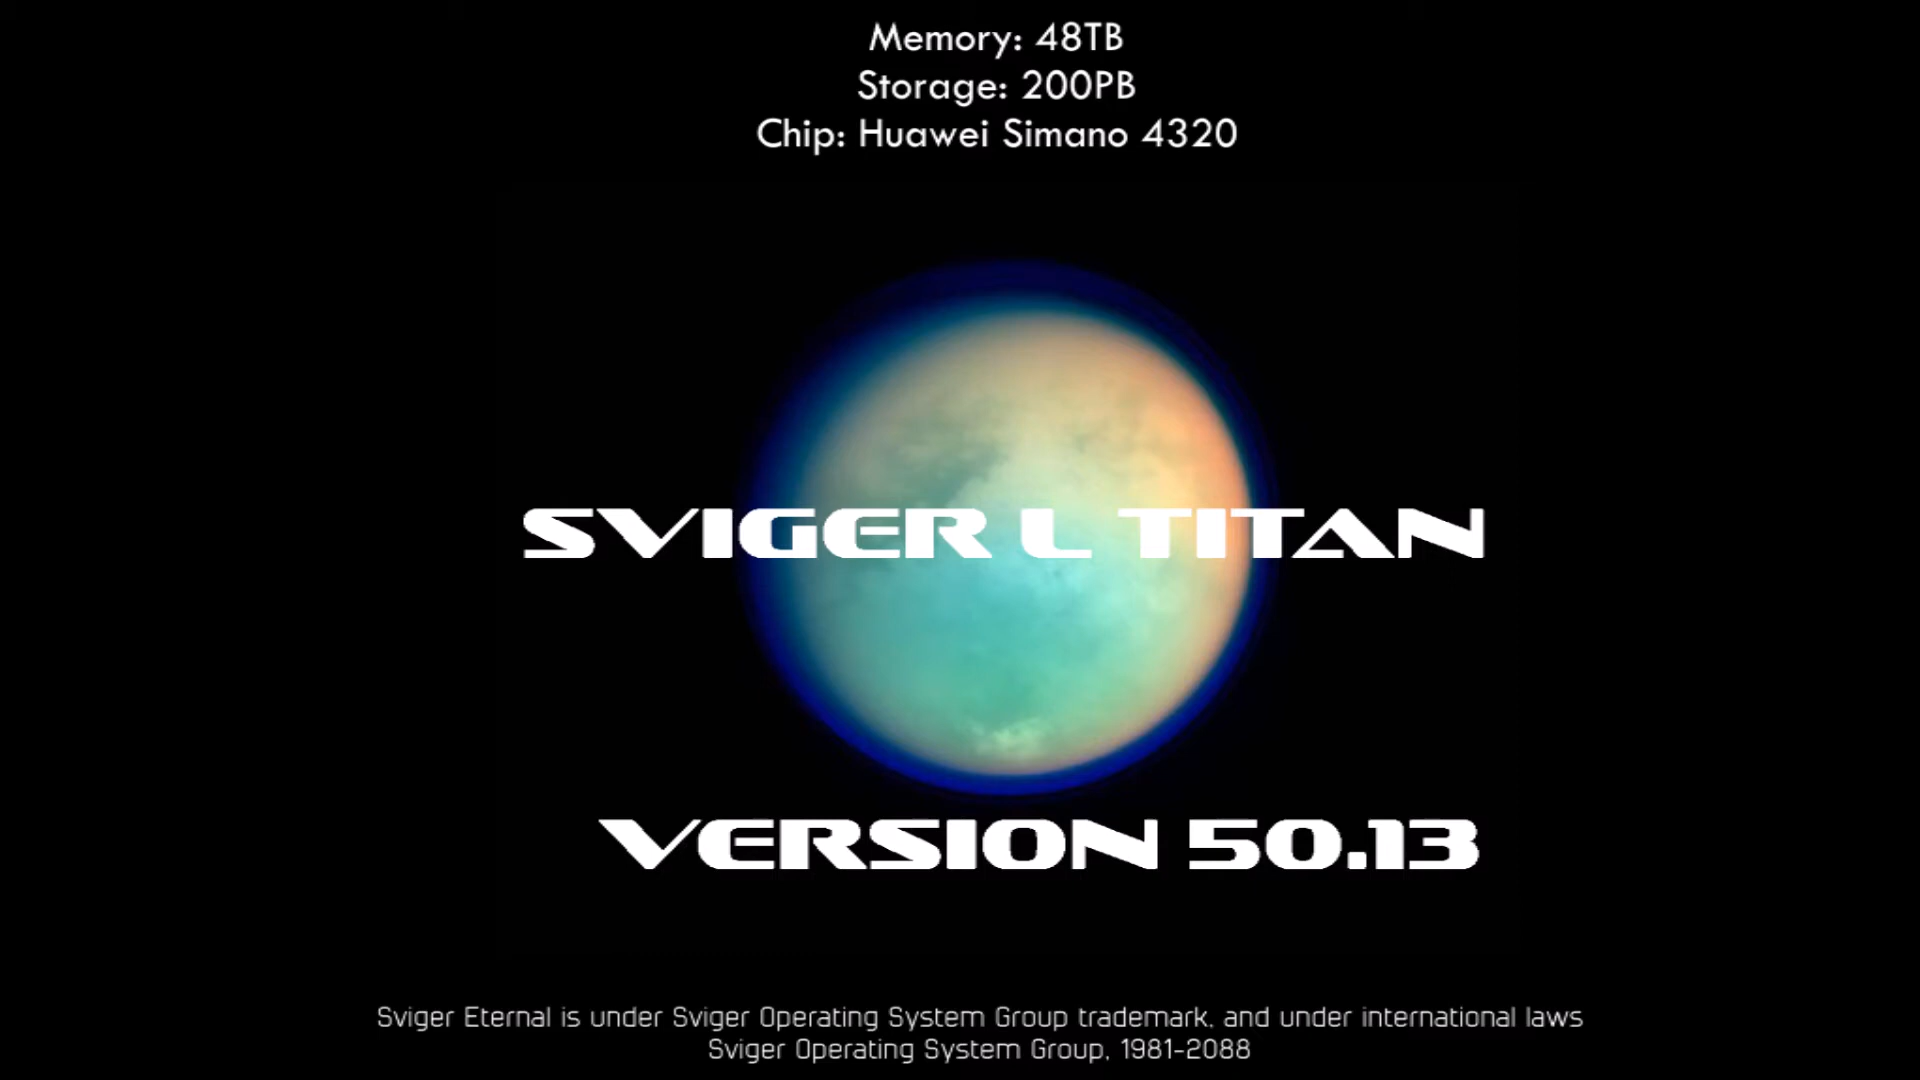 Memory: 48TB
Storage: 200PB
Chip: Huawei Simano 4320
SVIGER L TITAN
VERSION 50.13
Sviger Eternal is under Sviger Operating System Group trademark, and under international laws
Sviger Operating System Group, 1981-2088